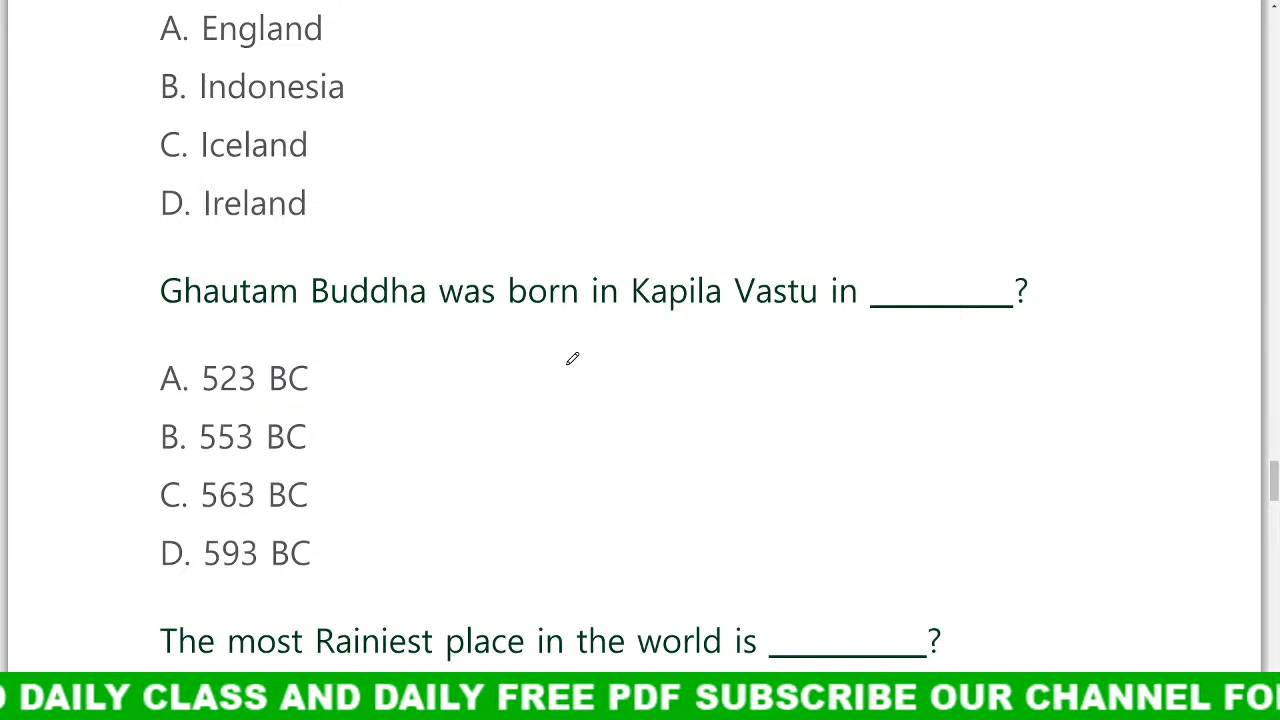 A. England
B. Indonesia
C. Iceland
D. Ireland
Ghautam Buddha was born in Kapila Vastu in ________?
A. 523 BC
B. 553 BC
C. 563 BC
D. 593 BC
The most Rainiest place in the world is _________?
DAILY CLASS AND DAILY FREE PDF SUBSCRIBE OUR CHANNEL